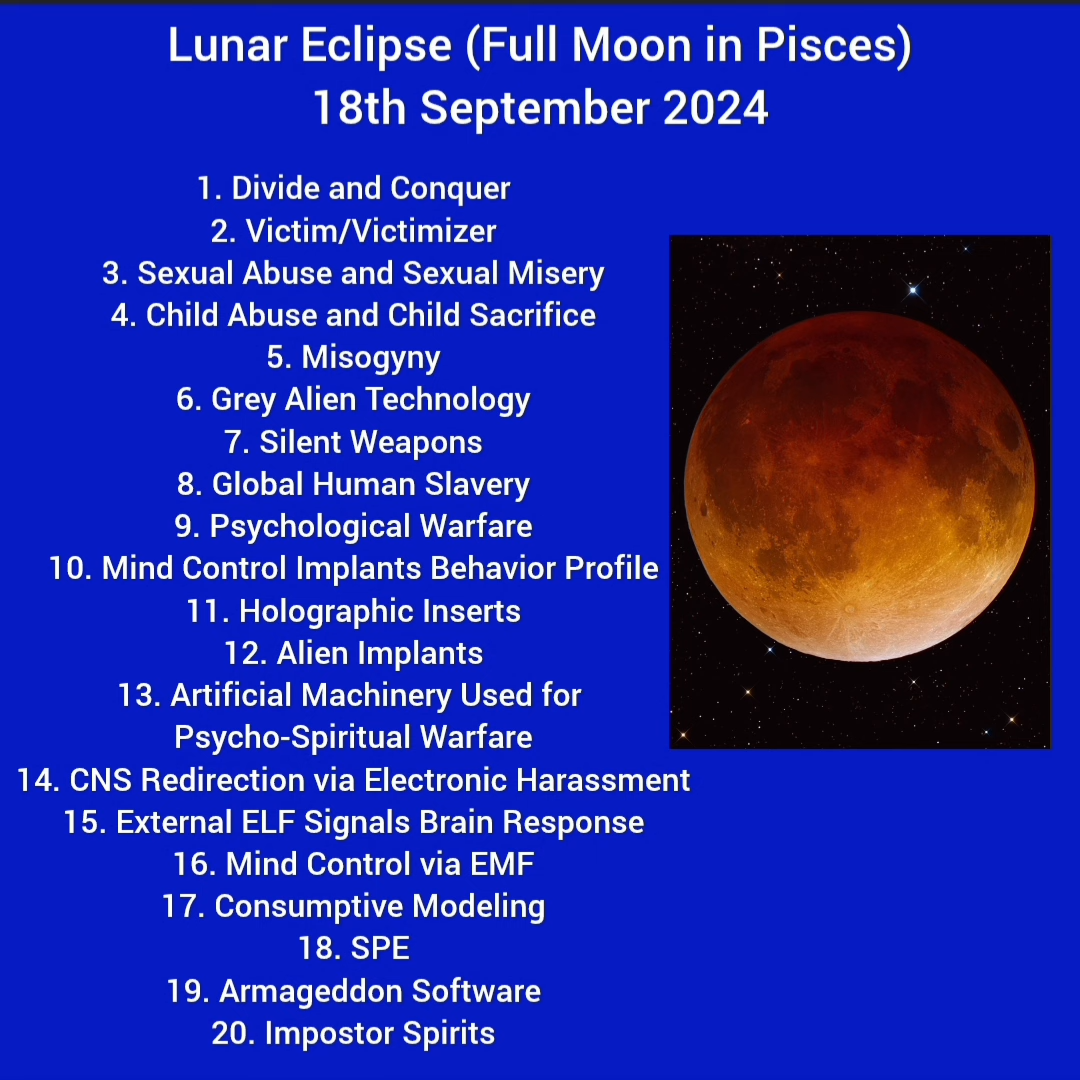 Lunar Eclipse (Full Moon in Pisces)
18th September 2024
1. Divide and Conquer
2. Victim/Victimizer
3. Sexual Abuse and Sexual Misery
4. Child Abuse and Child Sacrifice
5. Misogyny
6. Grey Alien Technology
7. Silent Weapons
8. Global Human Slavery
9. Psychological Warfare
10. Mind Control Implants Behavior Profile
11. Holographic Inserts
12. Alien Implants
13. Artificial Machinery Used for
Psycho-Spiritual Warfare
14. CNS Redirection via Electronic Harassment
15. External ELF Signals Brain Response
16. Mind Control via EMF
17. Consumptive Modeling
18. SPE
19. Armageddon Software
20. Impostor Spirits